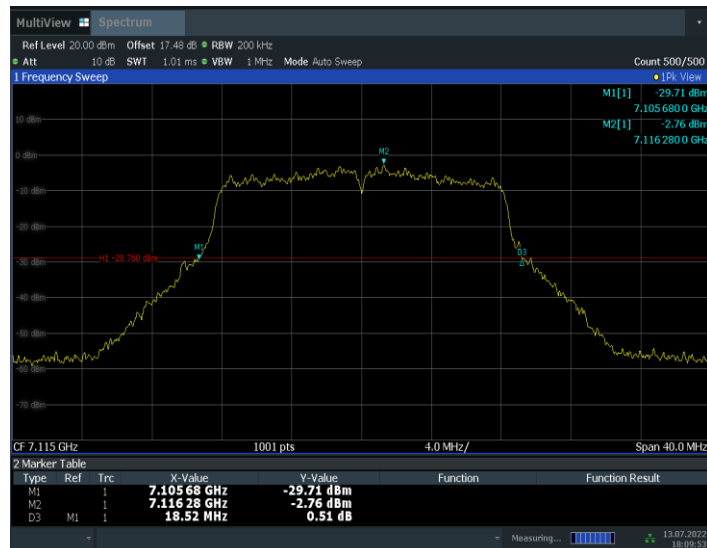 MultiView Spectrum
Ref Level 20.00 dBm Offset 17.48 dB RBW 200 kHz
Att 10 dB SWT 1.01 ms VBW 1 MHz Mode Auto Sweep Count 500/500
1 Frequency Sweep 1Pk View
M1[1] -29.71 dBm
7.105 680 0 GHz
10 dBm
M2[1] -2.76 dBm
7.116 280 0 GHz
0 dBm
M2
-10 dBm
-20 dBm
M1
D3
H1 -28.760 dBm
-30 dBm
-40 dBm
-50 dBm
-60 dBm
-70 dBm
CF 7.115 GHz 1001 pts 4.0 MHz/ Span 40.0 MHz
2 Marker Table
Type Ref Trc X-Value Y-Value Function Function Result
M1 1 7.105 68 GHz -29.71 dBm
M2 1 7.116 28 GHz -2.76 dBm
D3 M1 1 18.52 MHz 0.51 dB
Measuring... 13.07.2022
18:09:53